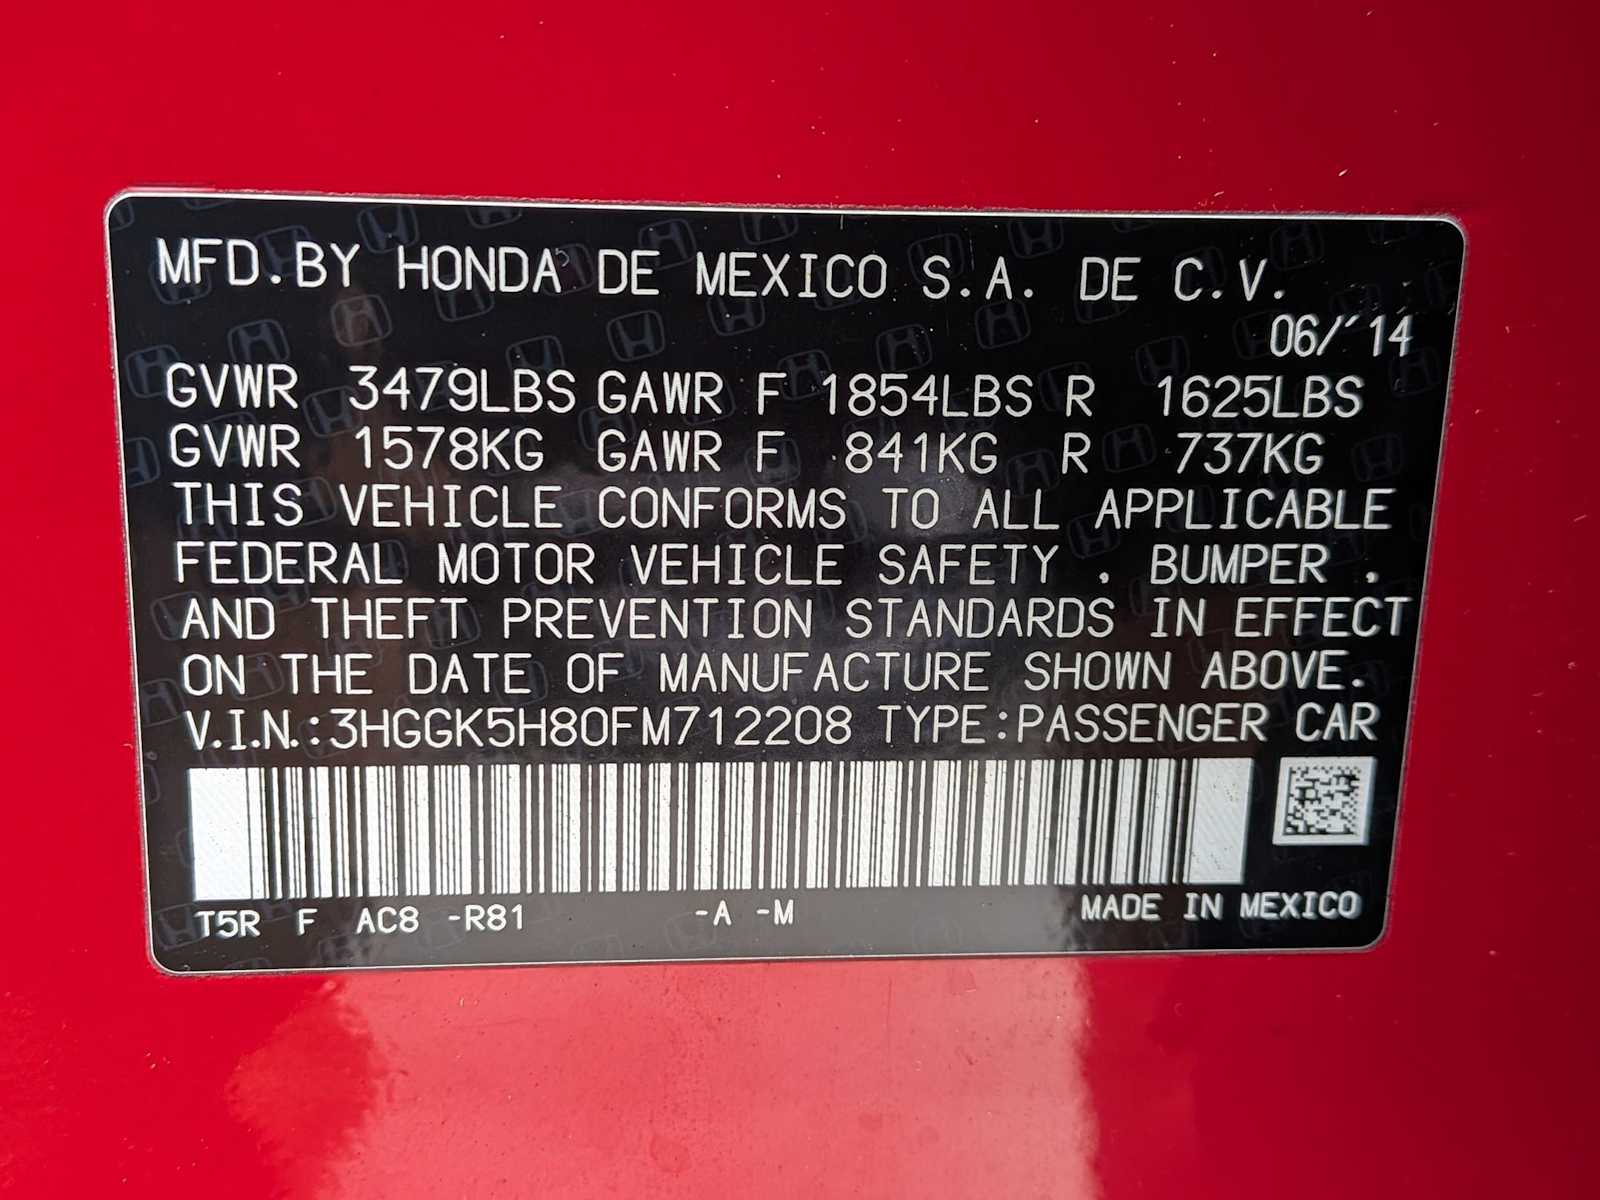 MFD.BY HONDA DE MEXICO S.A. DE C.V.
06/'14
GVWR 3479LBS GAWR F 1854LBS R 1625LBS
GVWR 1578KG GAWR F 841KG R 737KG
THIS VEHICLE CONFORMS TO ALL APPLICABLE
FEDERAL MOTOR VEHICLE SAFETY , BUMPER ,
AND THEFT PREVENTION STANDARDS IN EFFECT
ON THE DATE OF MANUFACTURE SHOWN ABOVE.
V.I.N.:3HGGK5H80FM712208 TYPE:PASSENGER CAR
T5R F AC8 -R81 -A -M MADE IN MEXICO